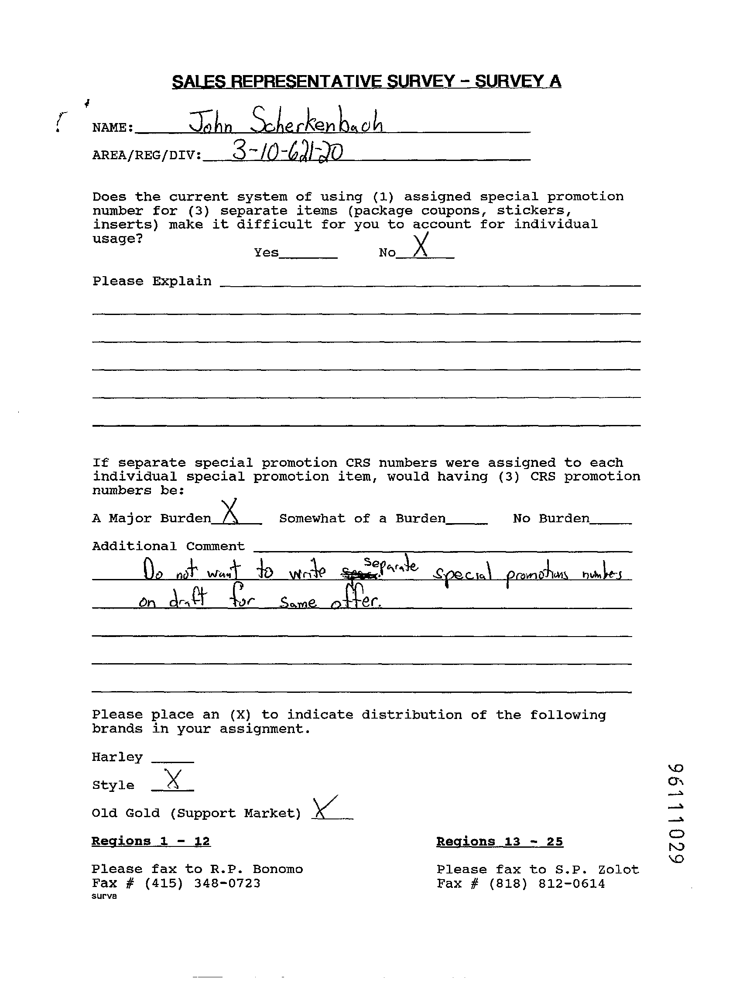 SALES REPRESENTATIVE SURVEY - SURVEY A
NAME: John Scherkenbach
AREA/REG/DIV: 3-10-621-20
Does the current system of using (1) assigned special promotion
number for (3) separate items (package coupons, stickers,
inserts) make it difficult for you to account for individual
usage?
Yes______ No X
Please Explain
If separate special promotion CRS numbers were assigned to each
individual special promotion item, would having (3) CRS promotion
numbers be:
A Major Burden X Somewhat of a Burden_____ No Burden_____
Additional Comment
Do not want to write separate special promotions numbers
on draft for same offer.
Please place an (X) to indicate distribution of the following
brands in your assignment.
Harley _____
Style X
Old Gold (Support Market) X
Regions 1 - 12 Regions 13 - 25
Please fax to R.P. Bonomo Please fax to S.P. Zolot
Fax # (415) 348-0723 Fax # (818) 812-0614
surva
96111029